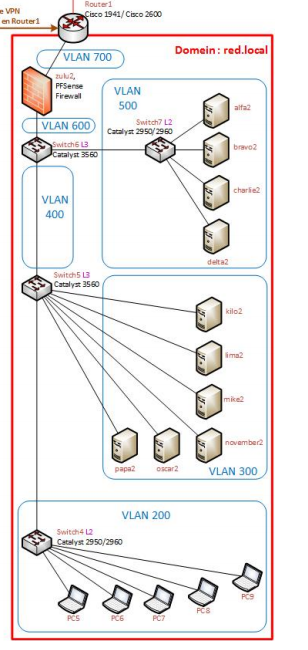 e VPN
en Router1
Router1
Cisco 1941/ Cisco 2600
VLAN 700
Domein : red.local
zulu2,
PFSense
Firewall
VLAN
500
alfa2
VLAN 600
Switch7 L2
Catalyst 2950/2960
Switch6 L3
Catalyst 3560
bravo2
charlie2
VLAN
400
delta2
Switch5 L3
Catalyst 3560
kilo2
lima2
mike2
november2
papa2
oscar2
VLAN 300
VLAN 200
Switch4 L2
Catalyst 2950/2960
PC5
PC6
PC7
PC8
PC9